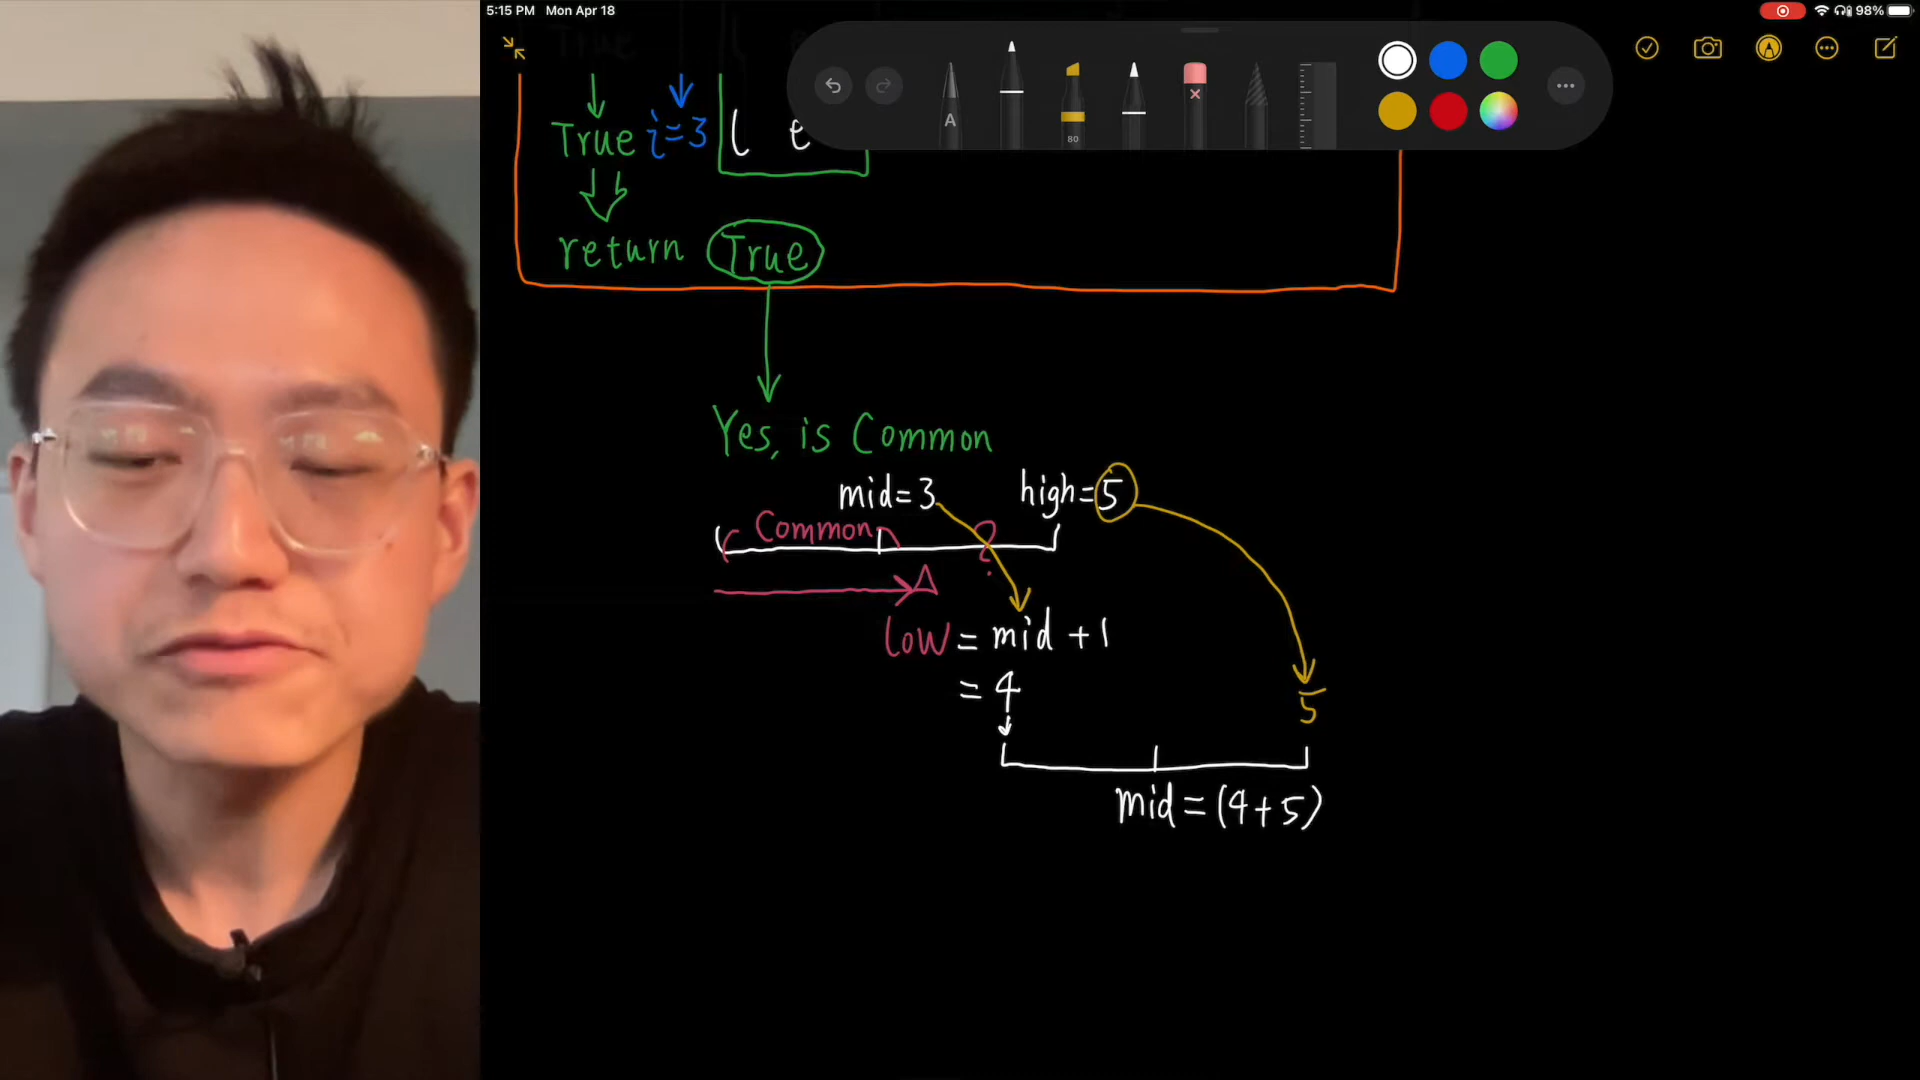 5:15 PM Mon Apr 18
98%
A
80
True i=3 l e
return True
Yes, is Common
mid=3 high=5
Common ?
low = mid +1
= 4
5
mid=(4+5)